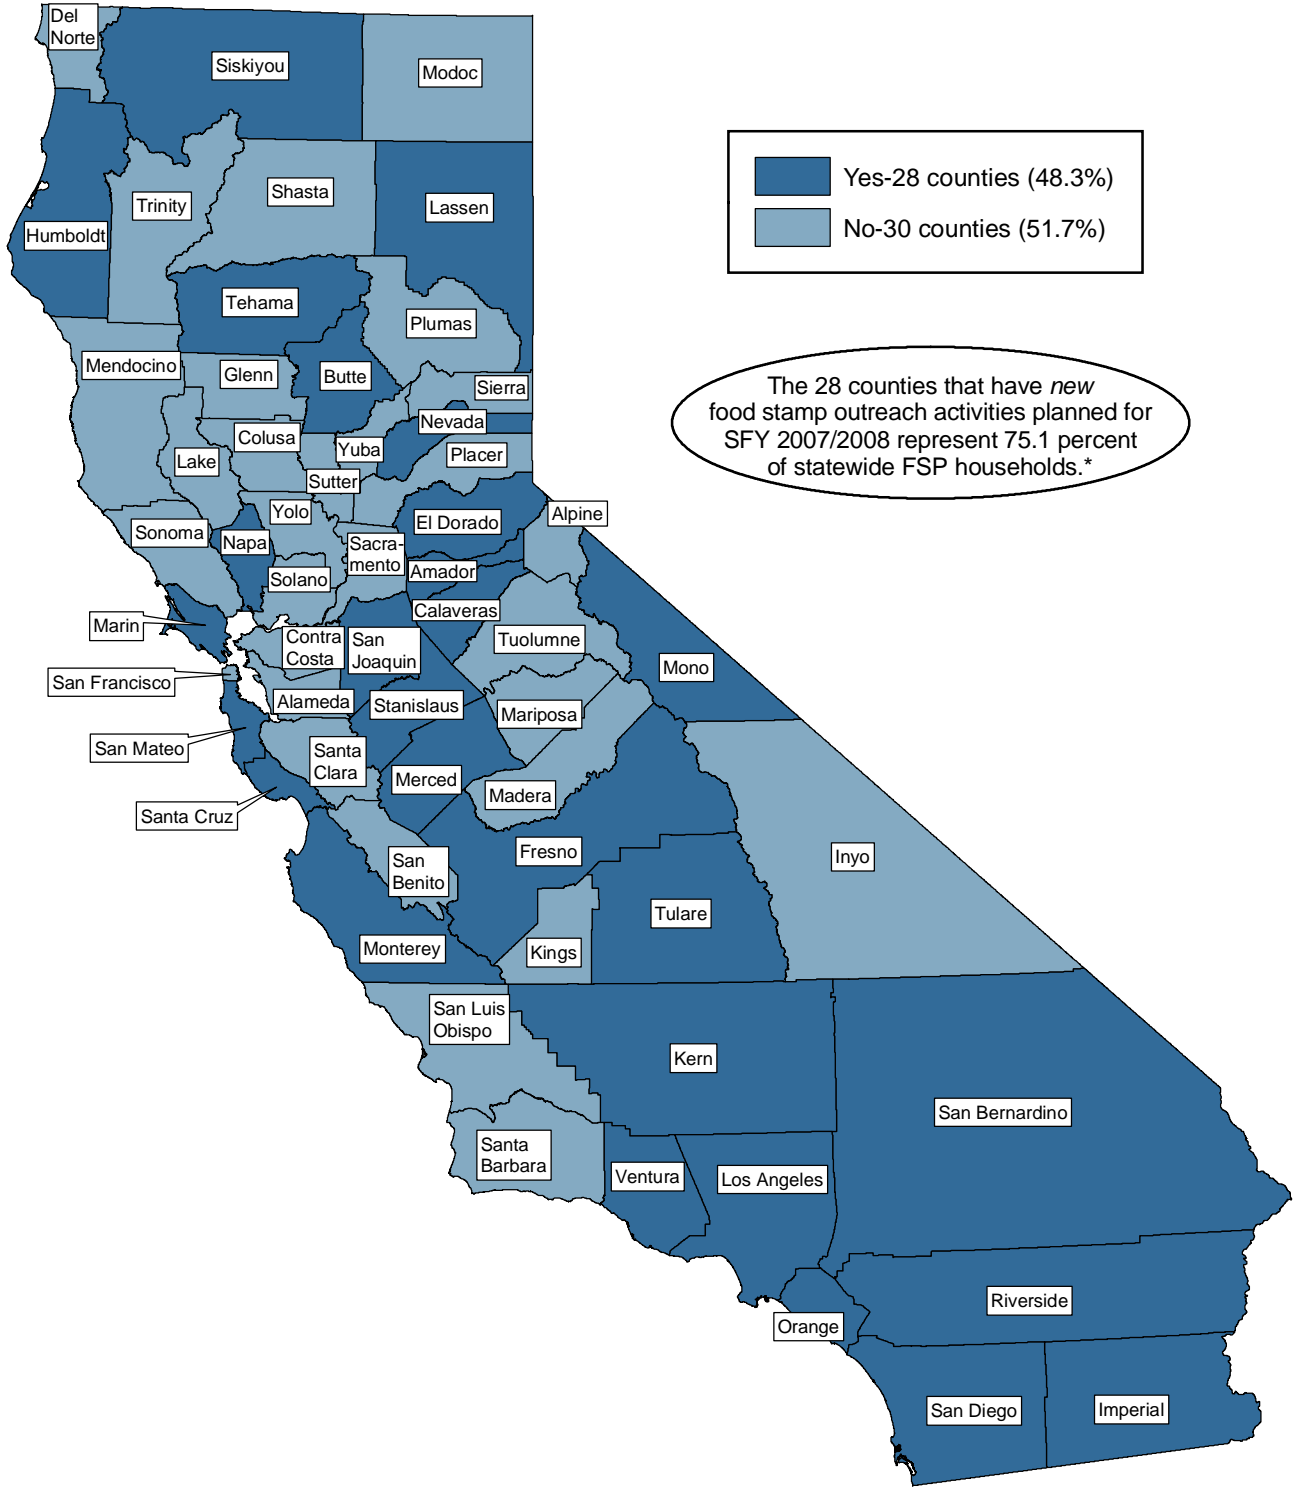 Del
Norte
Siskiyou
Modoc
Trinity
Shasta
Lassen
Humboldt
Yes-28 counties (48.3%)
No-30 counties (51.7%)
Tehama
Plumas
Mendocino
Glenn
Butte
Sierra
Nevada
Colusa
Yuba
Placer
Lake
Sutter
The 28 counties that have new
food stamp outreach activities planned for
SFY 2007/2008 represent 75.1 percent
of statewide FSP households.*
Yolo
Sonoma
Napa
Sacra-
mento
El Dorado
Alpine
Solano
Amador
Calaveras
Marin
Contra
Costa
San
Joaquin
Tuolumne
Mono
San Francisco
Alameda
Stanislaus
Mariposa
San Mateo
Santa
Clara
Merced
Madera
Santa Cruz
Fresno
Inyo
San
Benito
Tulare
Monterey
Kings
San Luis
Obispo
Kern
San Bernardino
Santa
Barbara
Ventura
Los Angeles
Riverside
Orange
San Diego
Imperial